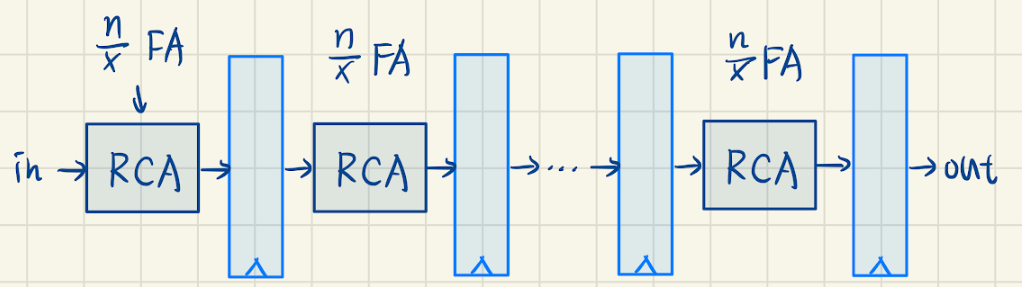 n/x FA
n/x FA
n/x FA
in → RCA → → RCA → →...→ → RCA → → out